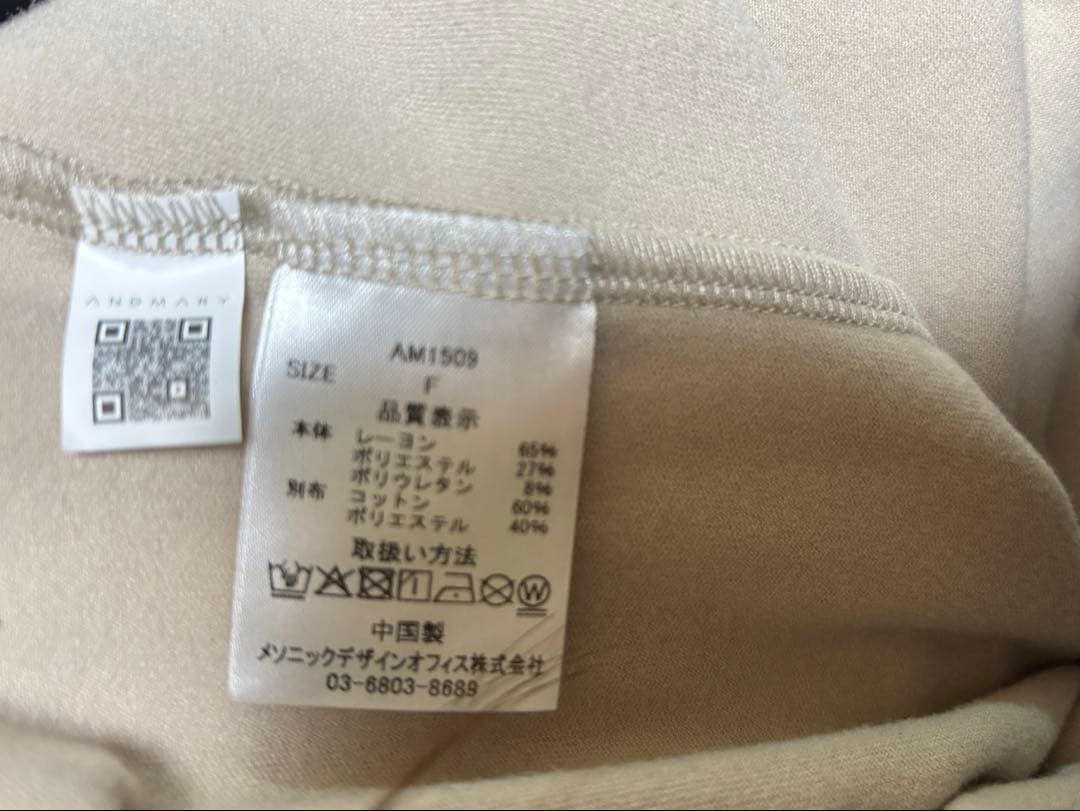 ANDMARY
AM1509
SIZE F
品質表示
本体 レーヨン 65%
ポリエステル 27%
ポリウレタン 8%
別布 コットン 60%
ポリエステル 40%
取扱い方法
W
中国製
メソニックデザインオフィス株式会社
03-6803-8689